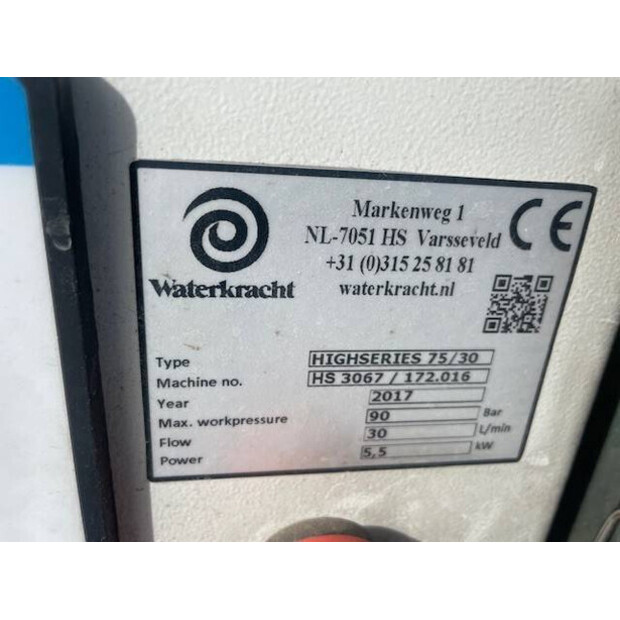 Waterkracht
Markenweg 1
NL-7051 HS Varsseveld
+31 (0)315 25 81 81
waterkracht.nl
CE
Type HIGHSERIES 75/30
Machine no. HS 3067 / 172.016
Year 2017
Max. workpressure 90 Bar
Flow 30 L/min
Power 5,5 kW